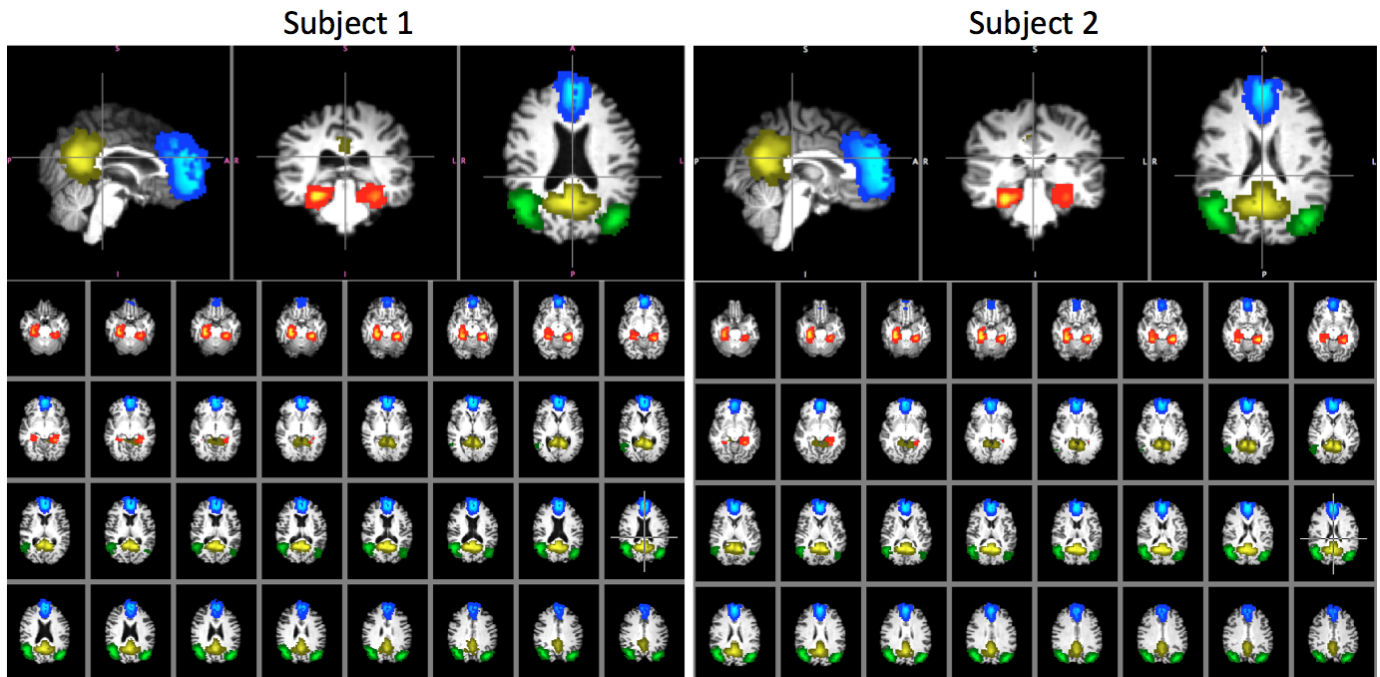 Subject 1
Subject 2
S S A
S S A
P A R L R L
P A R L R L
I I P
I I P